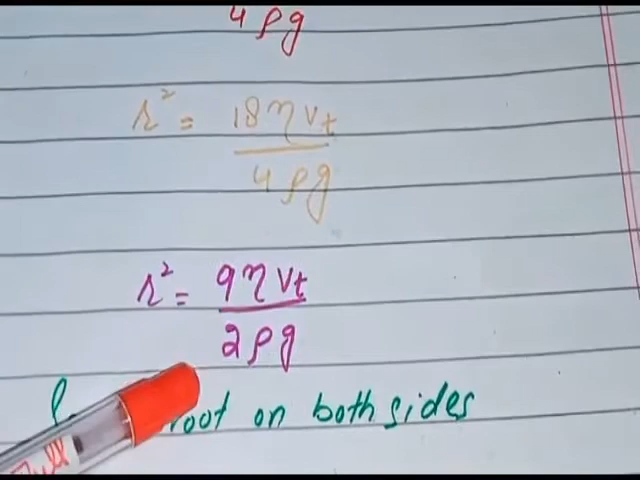 4ρg
r² = 18ηvt
4ρg
r² = 9ηvt
2ρg
root on both sides